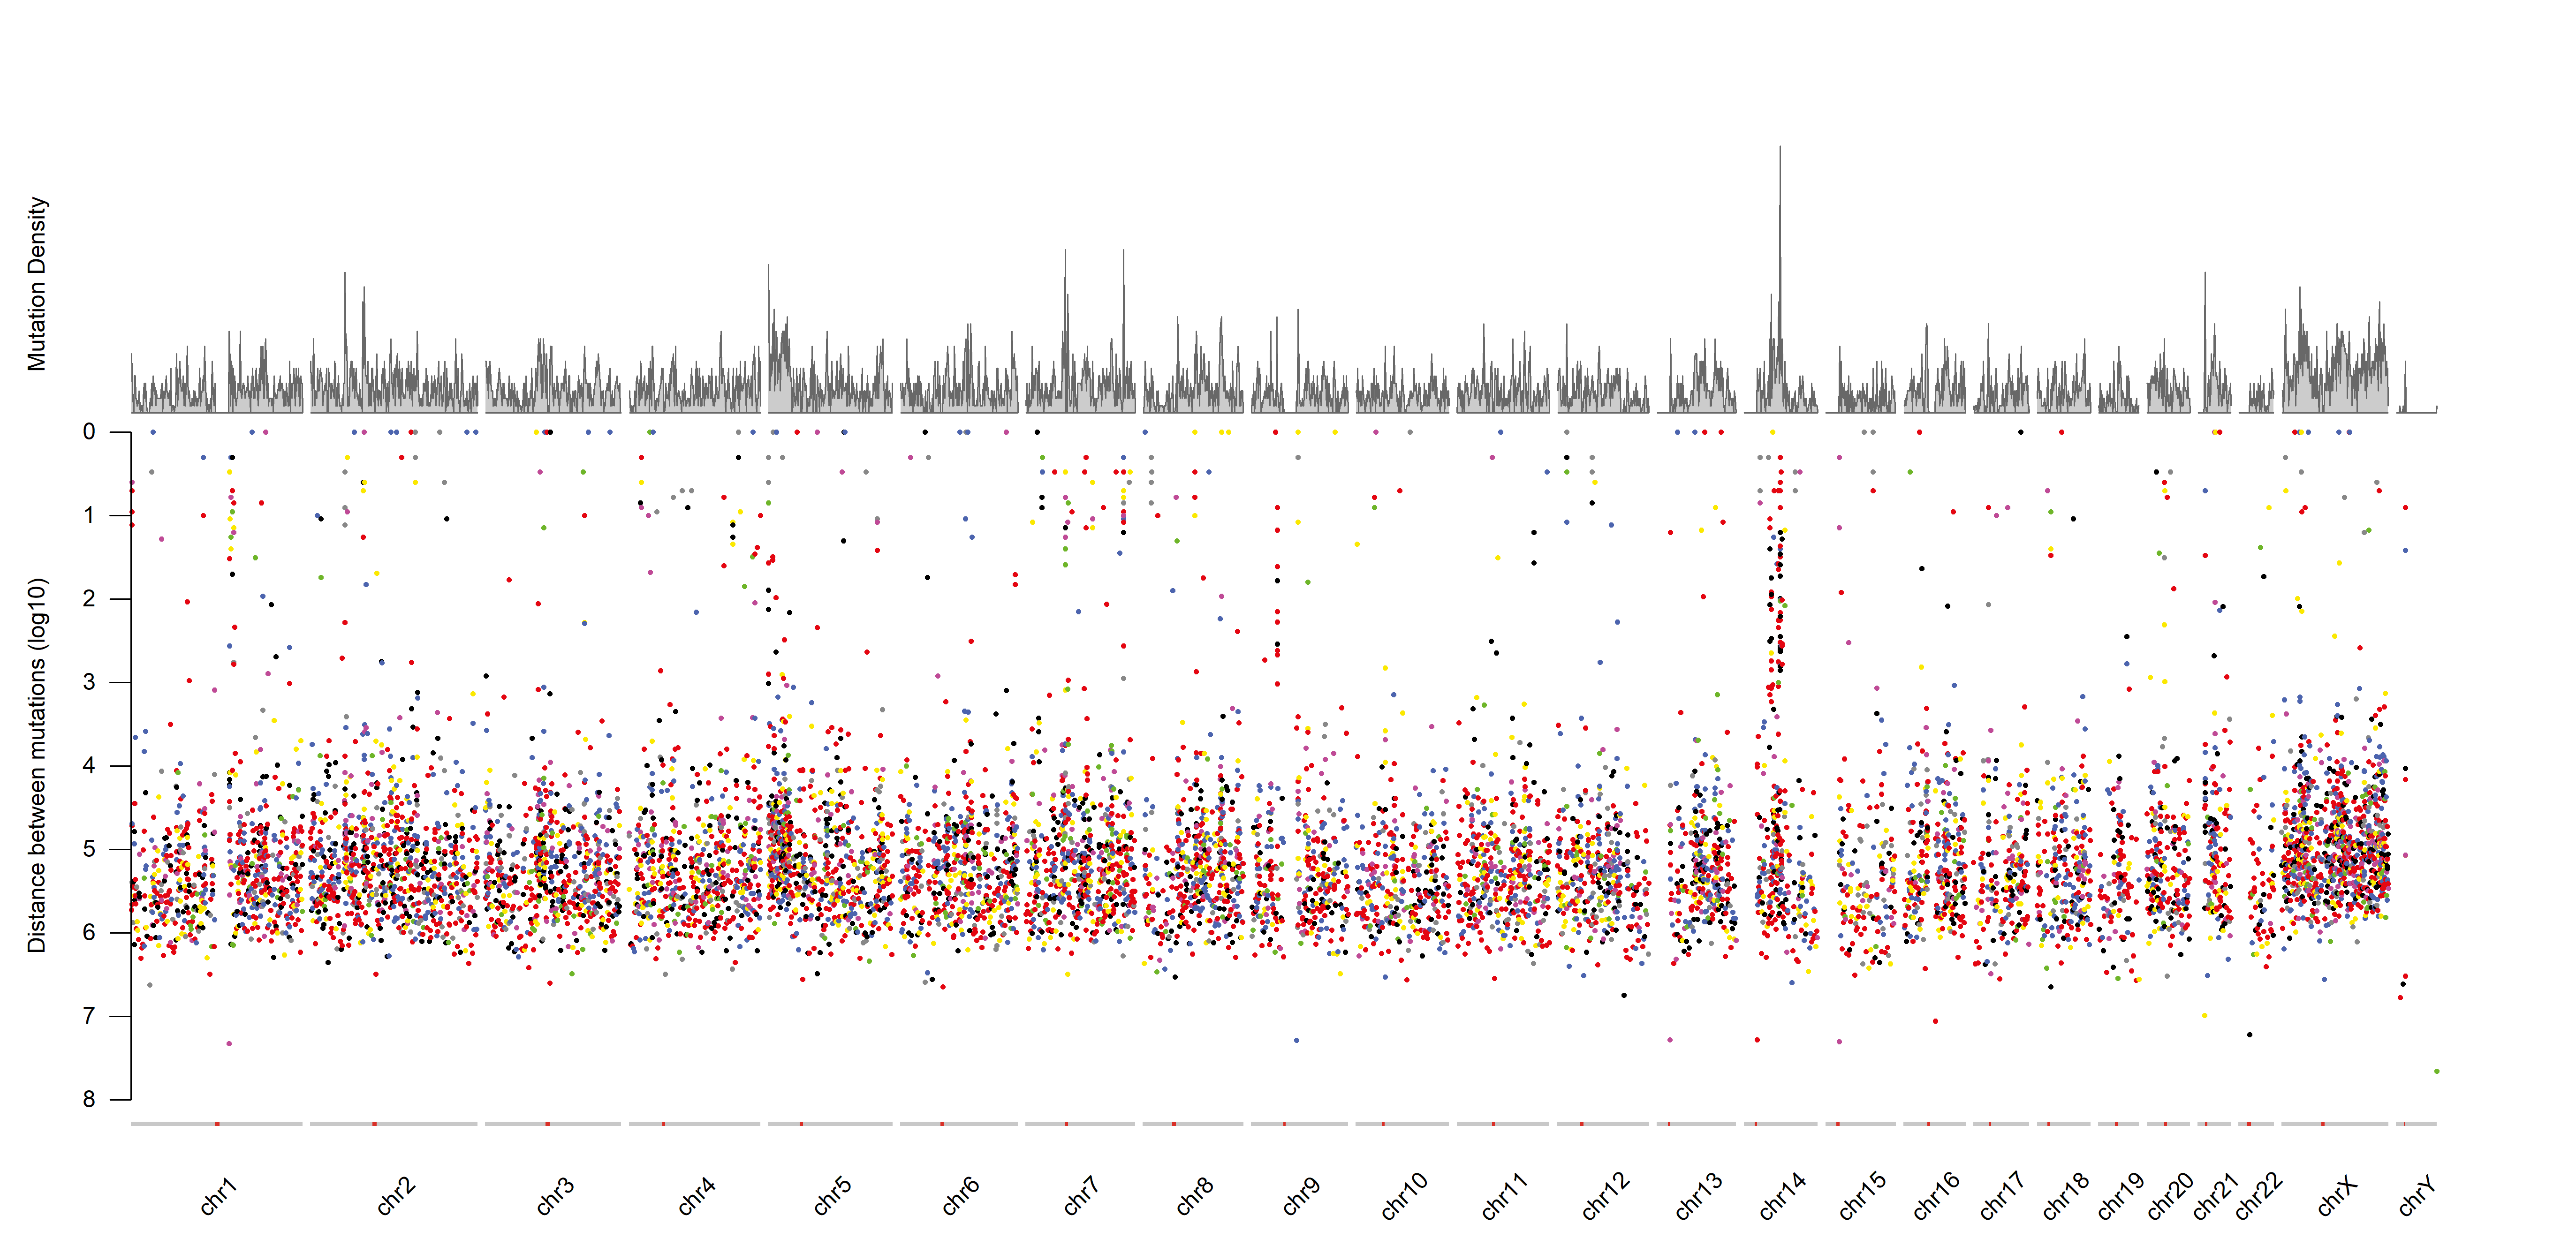 Mutation Density
Distance between mutations (log10)
0
1
2
3
4
5
6
7
8
chr1
chr2
chr3
chr4
chr5
chr6
chr7
chr8
chr9
chr10
chr11
chr12
chr13
chr14
chr15
chr16
chr17
chr18
chr19
chr20
chr21
chr22
chrX
chrY